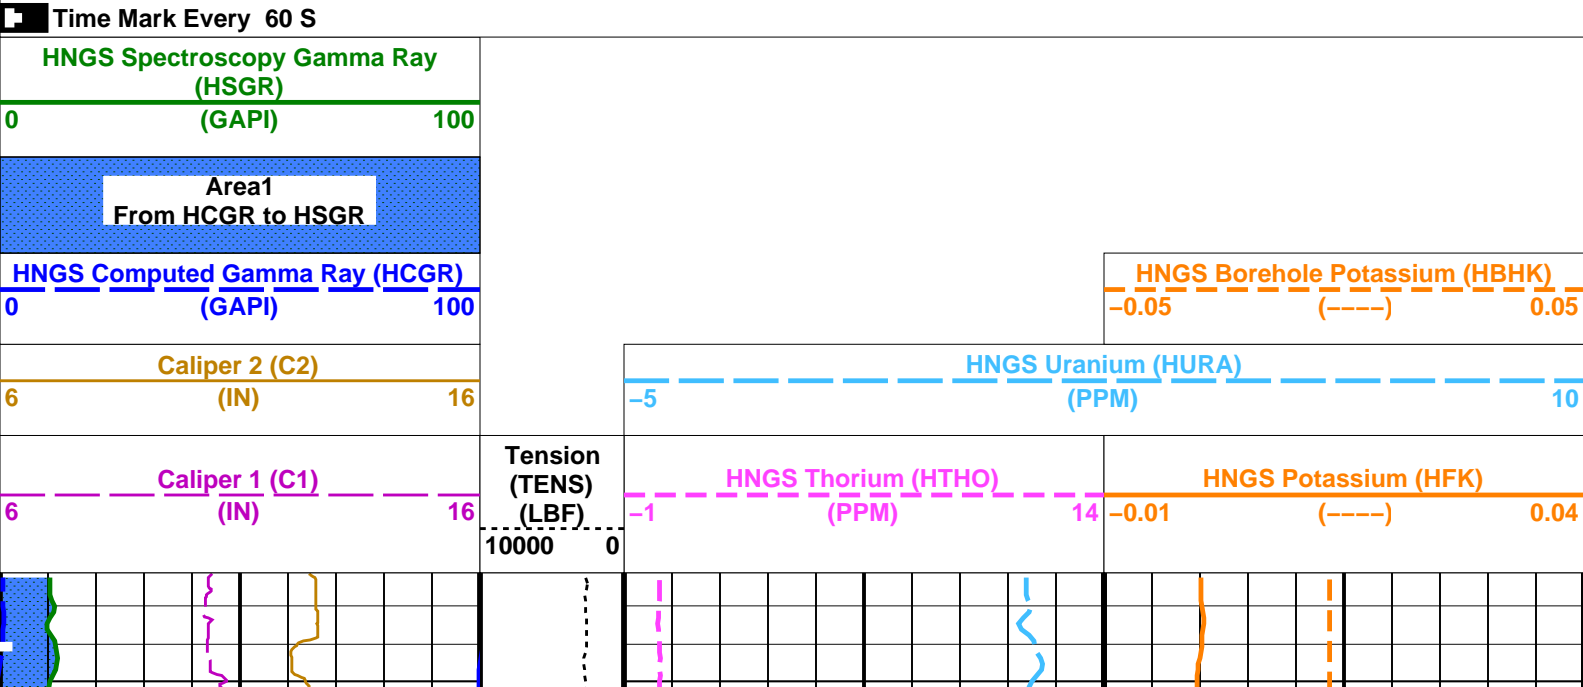 Time Mark Every 60 S
HNGS Spectroscopy Gamma Ray
(HSGR)
0 (GAPI) 100
Area1
From HCGR to HSGR
HNGS Computed Gamma Ray (HCGR)
0 (GAPI) 100
HNGS Borehole Potassium (HBHK)
−0.05 (−−−−) 0.05
Caliper 2 (C2)
6 (IN) 16
HNGS Uranium (HURA)
−5 (PPM) 10
Caliper 1 (C1)
6 (IN) 16
Tension
(TENS)
(LBF)
10000 0
HNGS Thorium (HTHO)
−1 (PPM) 14
HNGS Potassium (HFK)
−0.01 (−−−−) 0.04